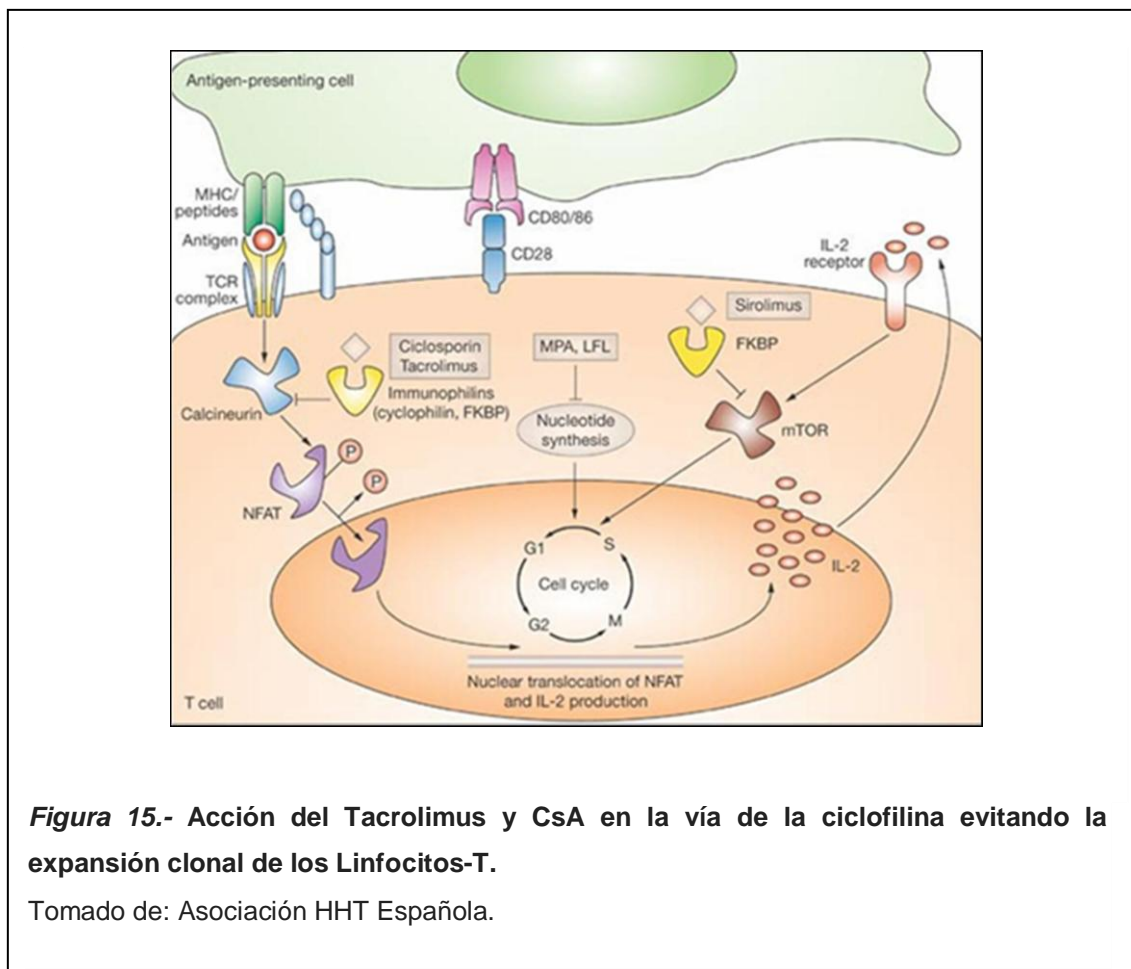 Antigen-presenting cell
MHC/
peptides
Antigen
TCR
complex
CD80/86
CD28
IL-2
receptor
Ciclosporin
Tacrolimus
Immunophilins
(cyclophilin, FKBP)
Calcineurin
MPA, LFL
Nucleotide
synthesis
Sirolimus
FKBP
mTOR
P
P
NFAT
G1
S
Cell cycle
G2
M
IL-2
Nuclear translocation of NFAT
and IL-2 production
T cell
Figura 15.- Acción del Tacrolimus y CsA en la vía de la ciclofilina evitando la
expansión clonal de los Linfocitos-T.
Tomado de: Asociación HHT Española.